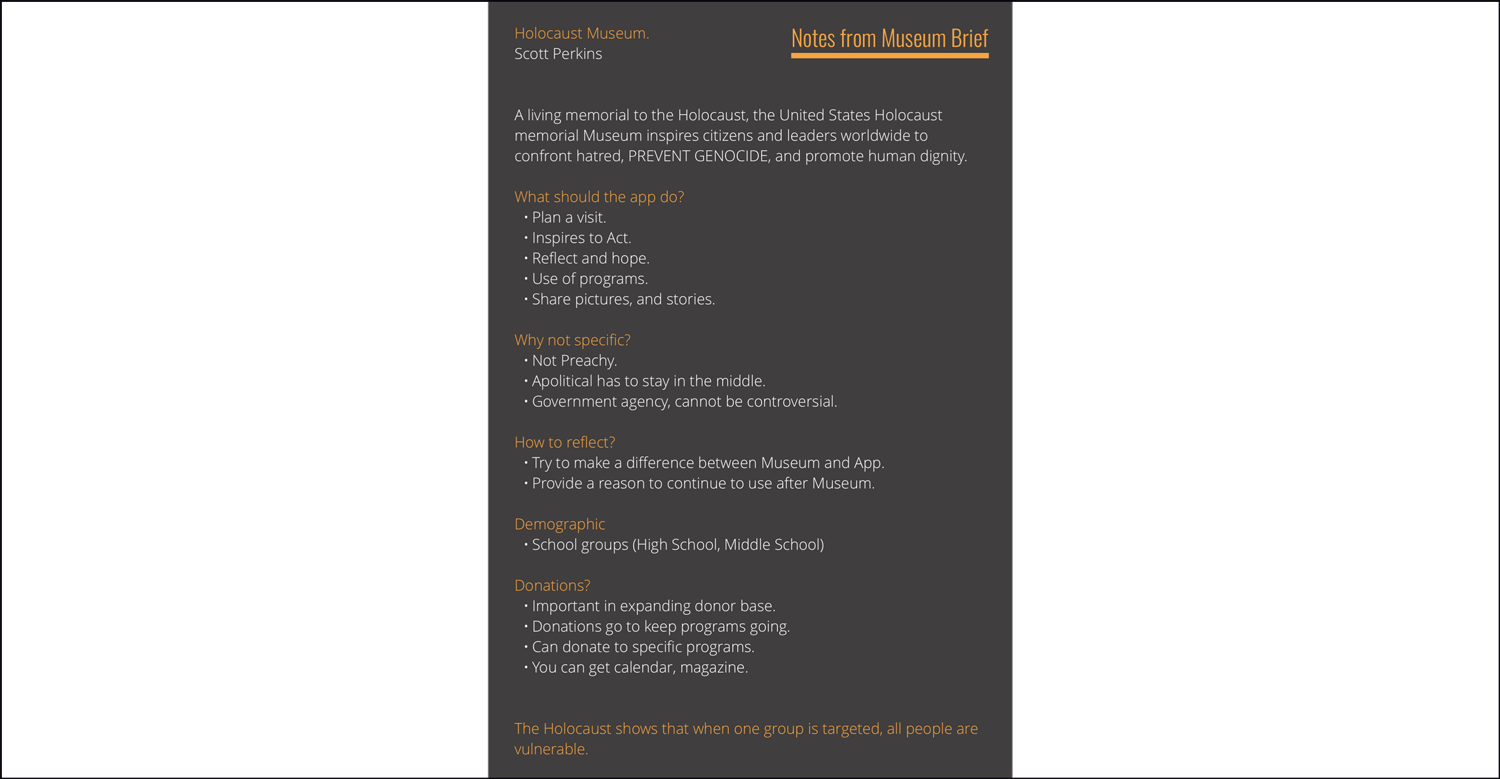 Holocaust Museum.
Scott Perkins
Notes from Museum Brief
A living memorial to the Holocaust, the United States Holocaust
memorial Museum inspires citizens and leaders worldwide to
confront hatred, PREVENT GENOCIDE, and promote human dignity.
What should the app do?
• Plan a visit.
• Inspires to Act.
• Reflect and hope.
• Use of programs.
• Share pictures, and stories.
Why not specific?
• Not Preachy.
• Apolitical has to stay in the middle.
• Government agency, cannot be controversial.
How to reflect?
• Try to make a difference between Museum and App.
• Provide a reason to continue to use after Museum.
Demographic
• School groups (High School, Middle School)
Donations?
• Important in expanding donor base.
• Donations go to keep programs going.
• Can donate to specific programs.
• You can get calendar, magazine.
The Holocaust shows that when one group is targeted, all people are
vulnerable.